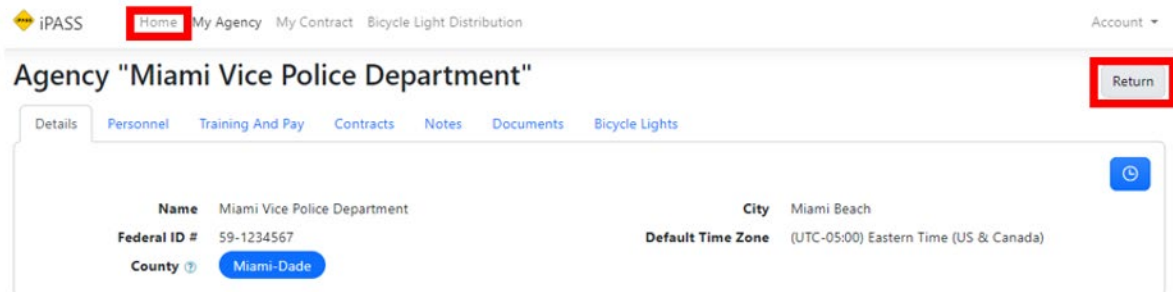 iPASS Home My Agency My Contract Bicycle Light Distribution Account
Agency "Miami Vice Police Department" Return
Details Personnel Training And Pay Contracts Notes Documents Bicycle Lights
Name Miami Vice Police Department City Miami Beach
Federal ID # 59-1234567 Default Time Zone (UTC-05:00) Eastern Time (US & Canada)
County ? Miami-Dade